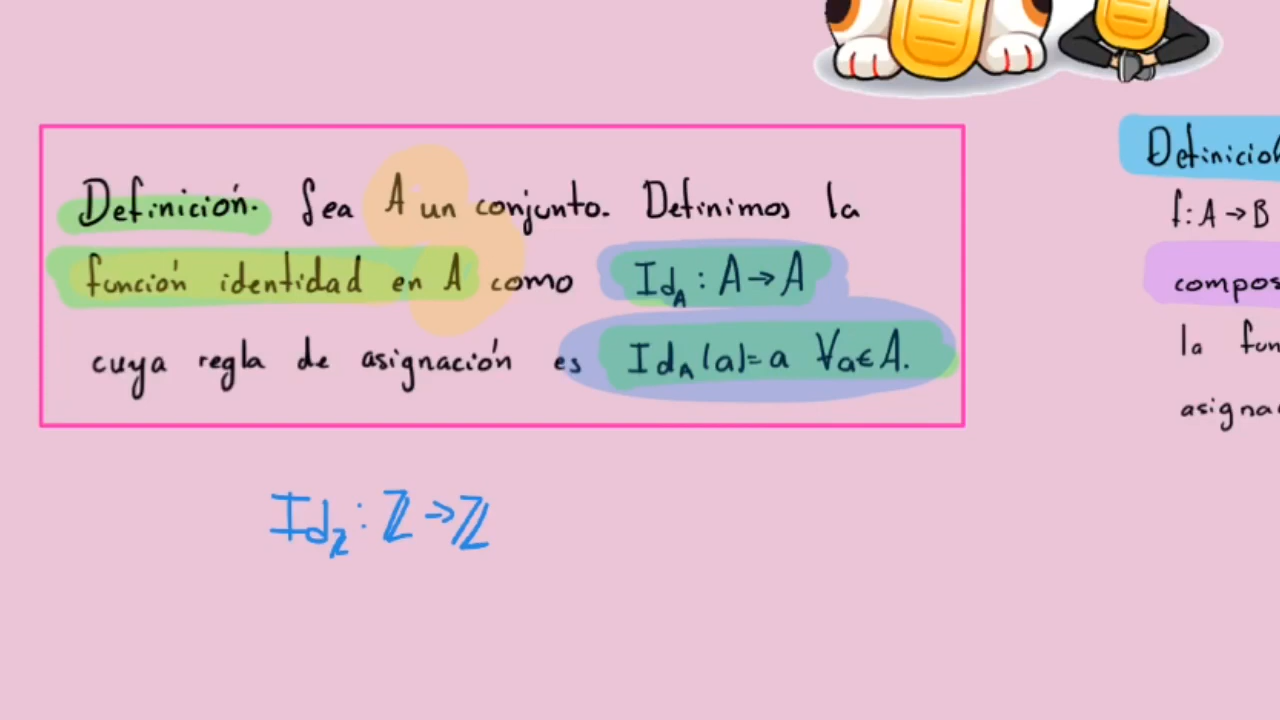 Definición. Sea A un conjunto. Definimos la
función identidad en A como Id_A : A → A
cuya regla de asignación es Id_A(a) = a ∀a ∈ A.
Id_ℤ : ℤ → ℤ
Definición
f: A → B
compos
la fun
asigna